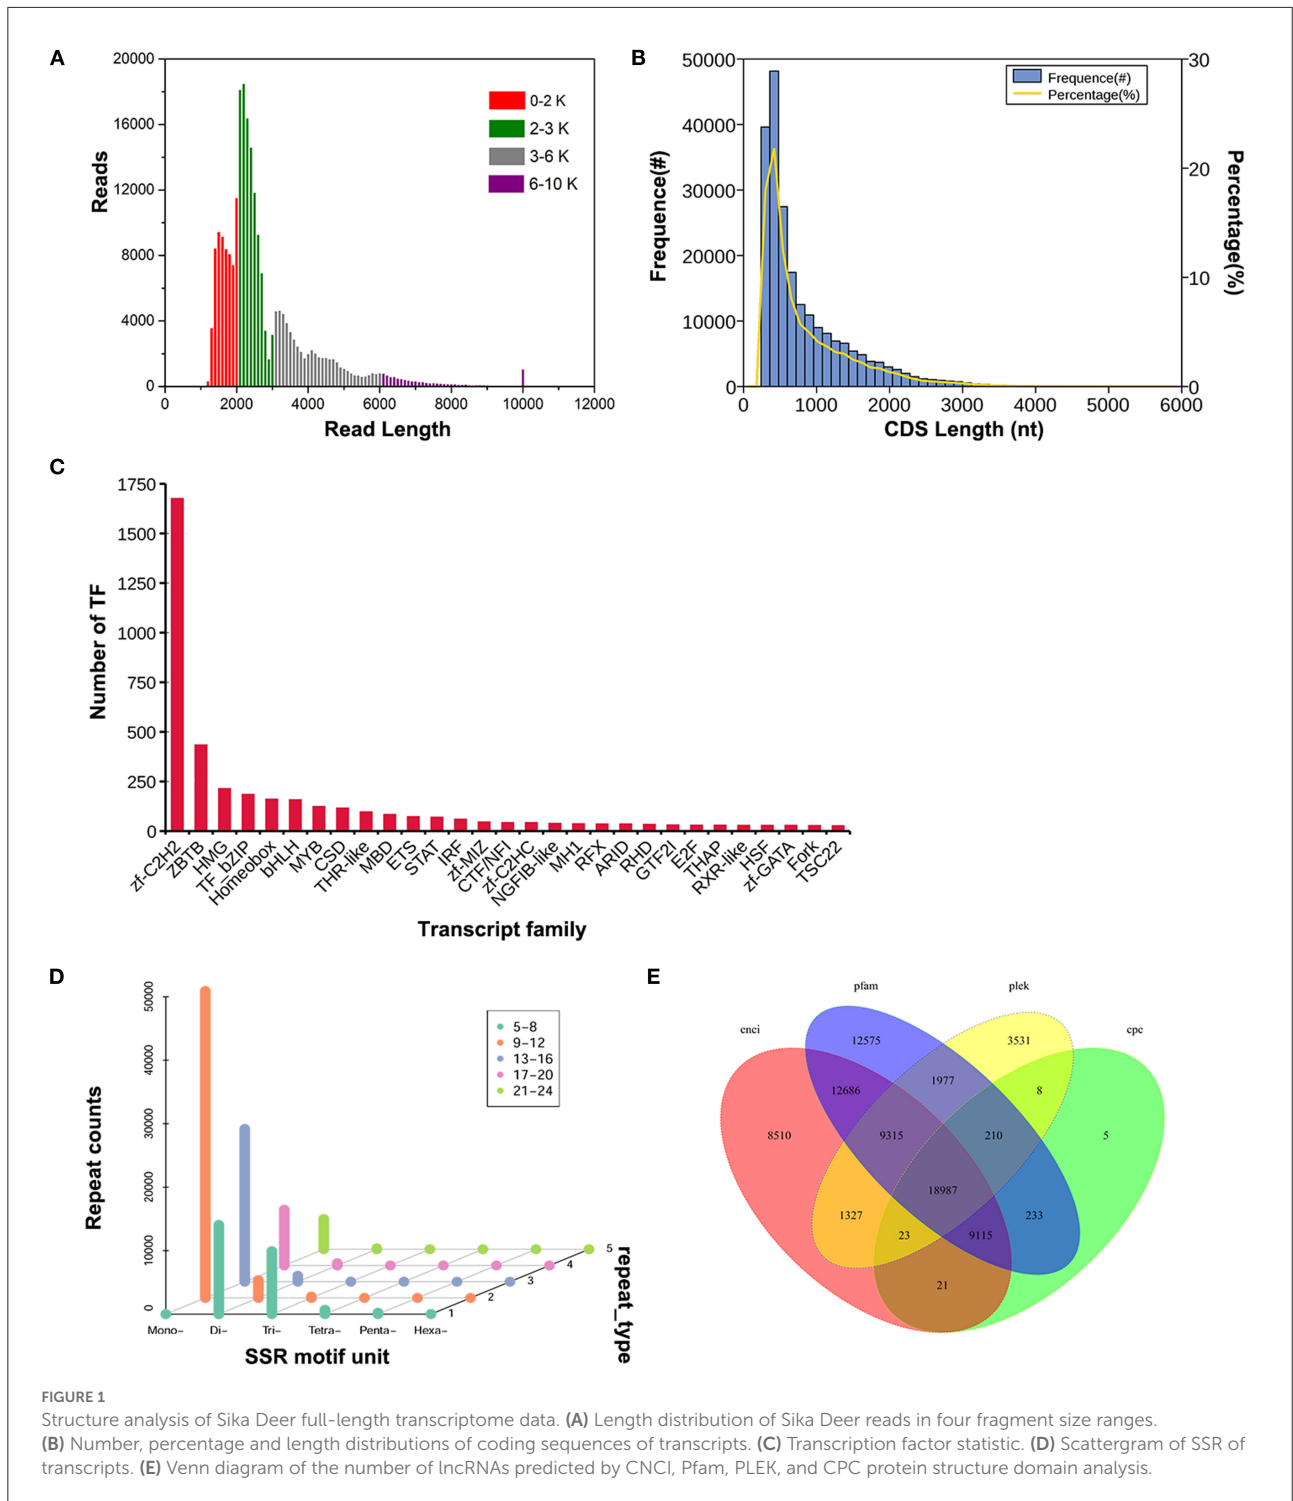 A
20000
16000
12000
8000
4000
0
Reads
0-2 K
2-3 K
3-6 K
6-10 K
0
2000
4000
6000
8000
10000
12000
Read Length
B
50000
40000
30000
20000
10000
0
Frequence(#)
Frequence(#)
Percentage(%)
30
20
10
0
Percentage(%)
0
1000
2000
3000
4000
5000
6000
CDS Length (nt)
C
1750
1500
1250
1000
750
500
250
0
Number of TF
zf-C2H2
ZBTB
HMG
TF_bZIP
Homeobox
bHLH
MYB
CSD
THR-like
MBD
ETS
STAT
IRF
zf-MIZ
CTF/NFI
zf-C2HC
NGFIB-like
MH1
RFX
ARID
RHD
GTF2I
E2F
THAP
RXR-like
HSF
zf-GATA
Fork
TSC22
Transcript family
D
50000
40000
30000
20000
10000
0
Repeat counts
5−8
9−12
13−16
17−20
21−24
5
4
3
2
1
repeat_type
Mono−
Di−
Tri−
Tetra−
Penta−
Hexa−
SSR motif unit
E
pfam
plek
cnci
cpc
12575
3531
12686
1977
8
8510
9315
210
5
18987
1327
23
9115
233
21
FIGURE 1
Structure analysis of Sika Deer full-length transcriptome data. (A) Length distribution of Sika Deer reads in four fragment size ranges.
(B) Number, percentage and length distributions of coding sequences of transcripts. (C) Transcription factor statistic. (D) Scattergram of SSR of
transcripts. (E) Venn diagram of the number of lncRNAs predicted by CNCI, Pfam, PLEK, and CPC protein structure domain analysis.